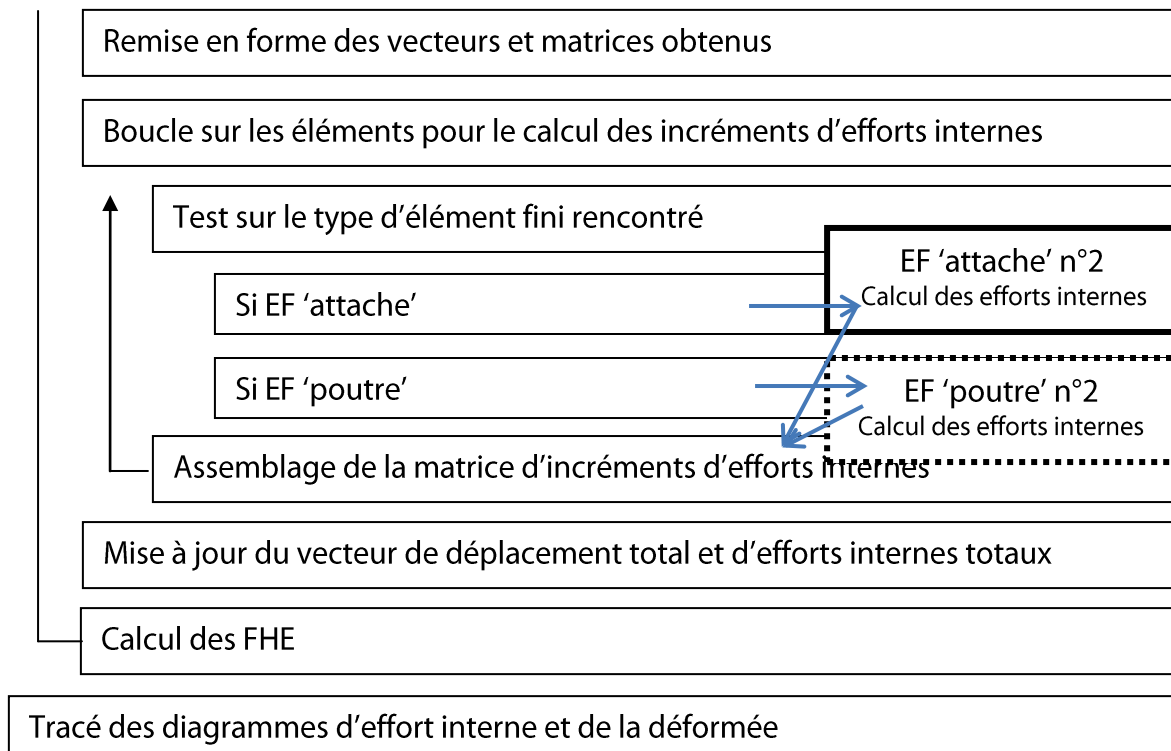 Remise en forme des vecteurs et matrices obtenus
Boucle sur les éléments pour le calcul des incréments d’efforts internes
Test sur le type d’élément fini rencontré
EF ‘attache’ n°2
Calcul des efforts internes
Si EF ‘attache’
Si EF ‘poutre’
EF ‘poutre’ n°2
Calcul des efforts internes
Assemblage de la matrice d’incréments d’efforts internes
Mise à jour du vecteur de déplacement total et d’efforts internes totaux
Calcul des FHE
Tracé des diagrammes d’effort interne et de la déformée